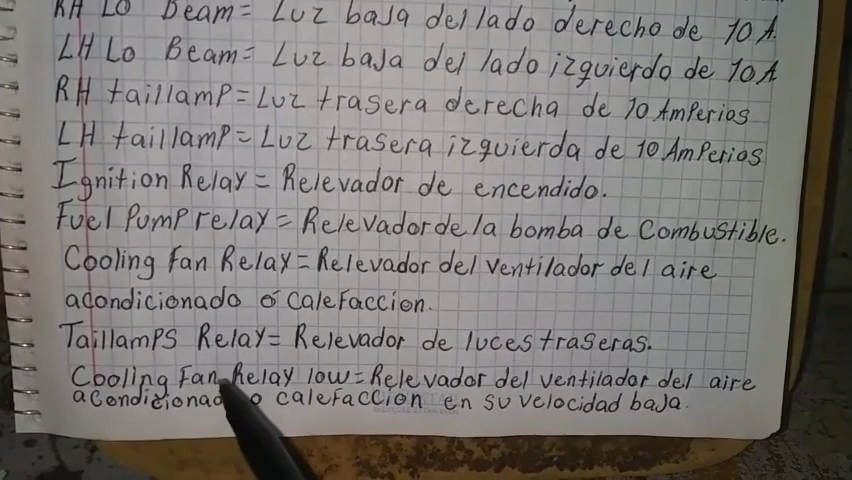 RH Lo Beam = Luz baja del lado derecho de 10 A
LH Lo Beam = Luz baja del lado izquierdo de 10 A
RH taillamp = Luz trasera derecha de 10 Amperios
LH taillamp = Luz trasera izquierda de 10 Amperios
Ignition Relay = Relevador de encendido.
Fuel Pump relay = Relevador de la bomba de Combustible.
Cooling Fan Relay = Relevador del ventilador del aire
acondicionado o calefaccion.
Taillamps Relay = Relevador de luces traseras.
Cooling Fan Relay low = Relevador del ventilador del aire
acondicionado o calefaccion en su velocidad baja.